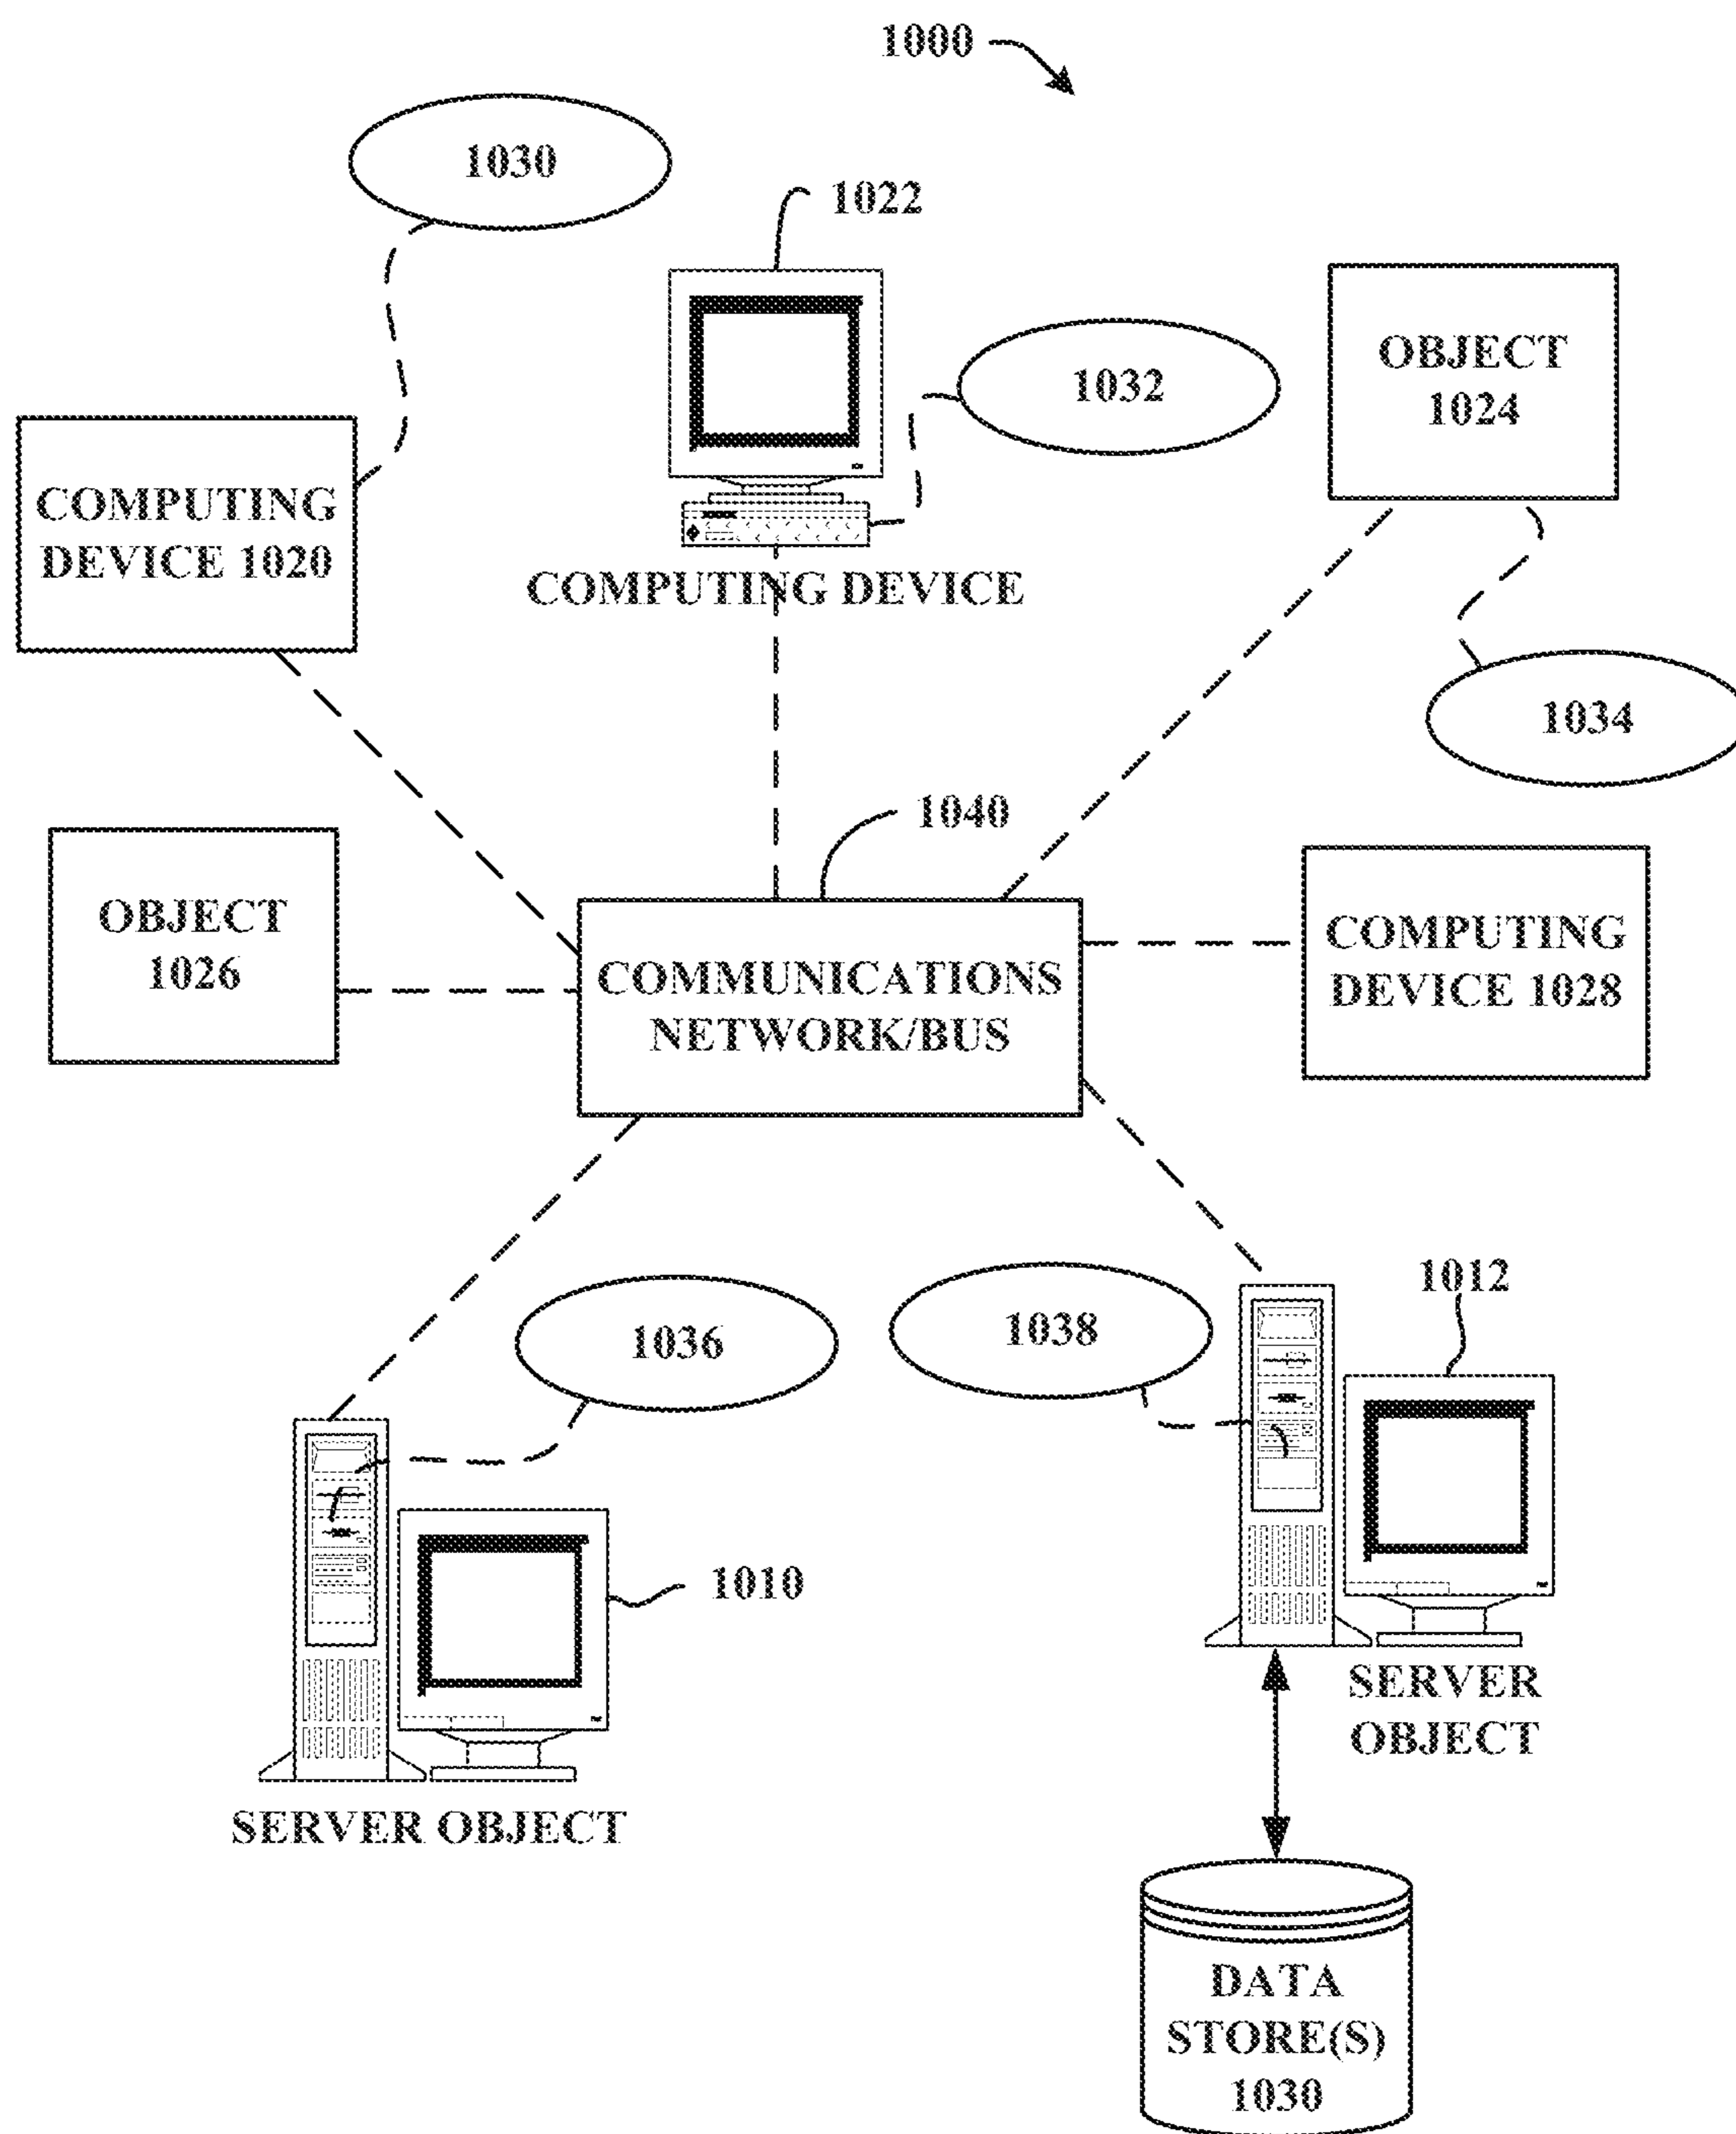 1000
1030
1022
1032
OBJECT
1024
COMPUTING
DEVICE 1020
COMPUTING DEVICE
1034
1040
OBJECT
1026
COMMUNICATIONS
NETWORK/BUS
COMPUTING
DEVICE 1028
1036
1038
1012
1010
SERVER
OBJECT
SERVER OBJECT
DATA
STORE(S)
1030